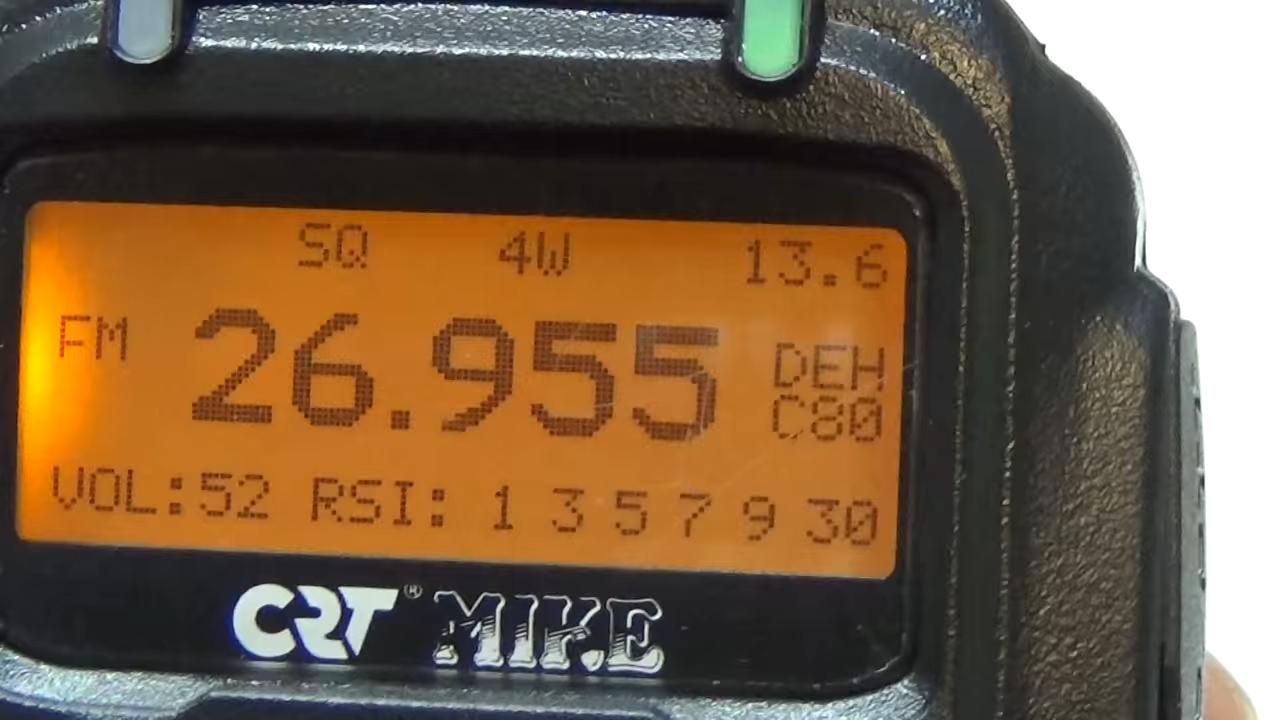 SQ 4W 13.6
FM 26.955 DEH
C80
VOL:52 RSI: 1 3 5 7 9 30
CRT® MIKE